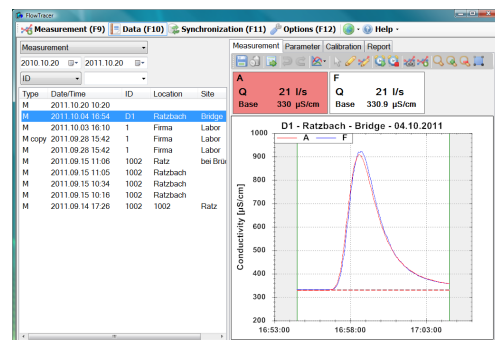 FlowTracer
Measurement (F9) Data (F10) Synchronization (F11) Options (F12) Help
Measurement
2010.10.20 2011.10.20
ID
Type Date/Time ID Location Site
M 2011.10.20 10:20
M 2011.10.04 16:54 D1 Ratzbach Bridge
M 2011.10.03 16:10 1 Firma Labor
M copy 2011.09.28 15:42 1 Firma Labor
M 2011.09.28 15:42 1 Firma Labor
M 2011.09.15 11:06 1002 Ratz bei Brü
M 2011.09.15 11:05 1002 Ratzbach
M 2011.09.15 10:34 1002 Ratzbach
M 2011.09.15 10:16 1002 Ratzbach
M 2011.09.14 17:26 1002 1002 Ratz
Measurement Parameter Calibration Report
A
Q 21 l/s
Base 330 µS/cm
F
Q 21 l/s
Base 330.9 µS/cm
D1 - Ratzbach - Bridge - 04.10.2011
A F
Conductivity [µS/cm]
1000
900
800
700
600
500
400
300
200
16:53:00 16:58:00 17:03:00